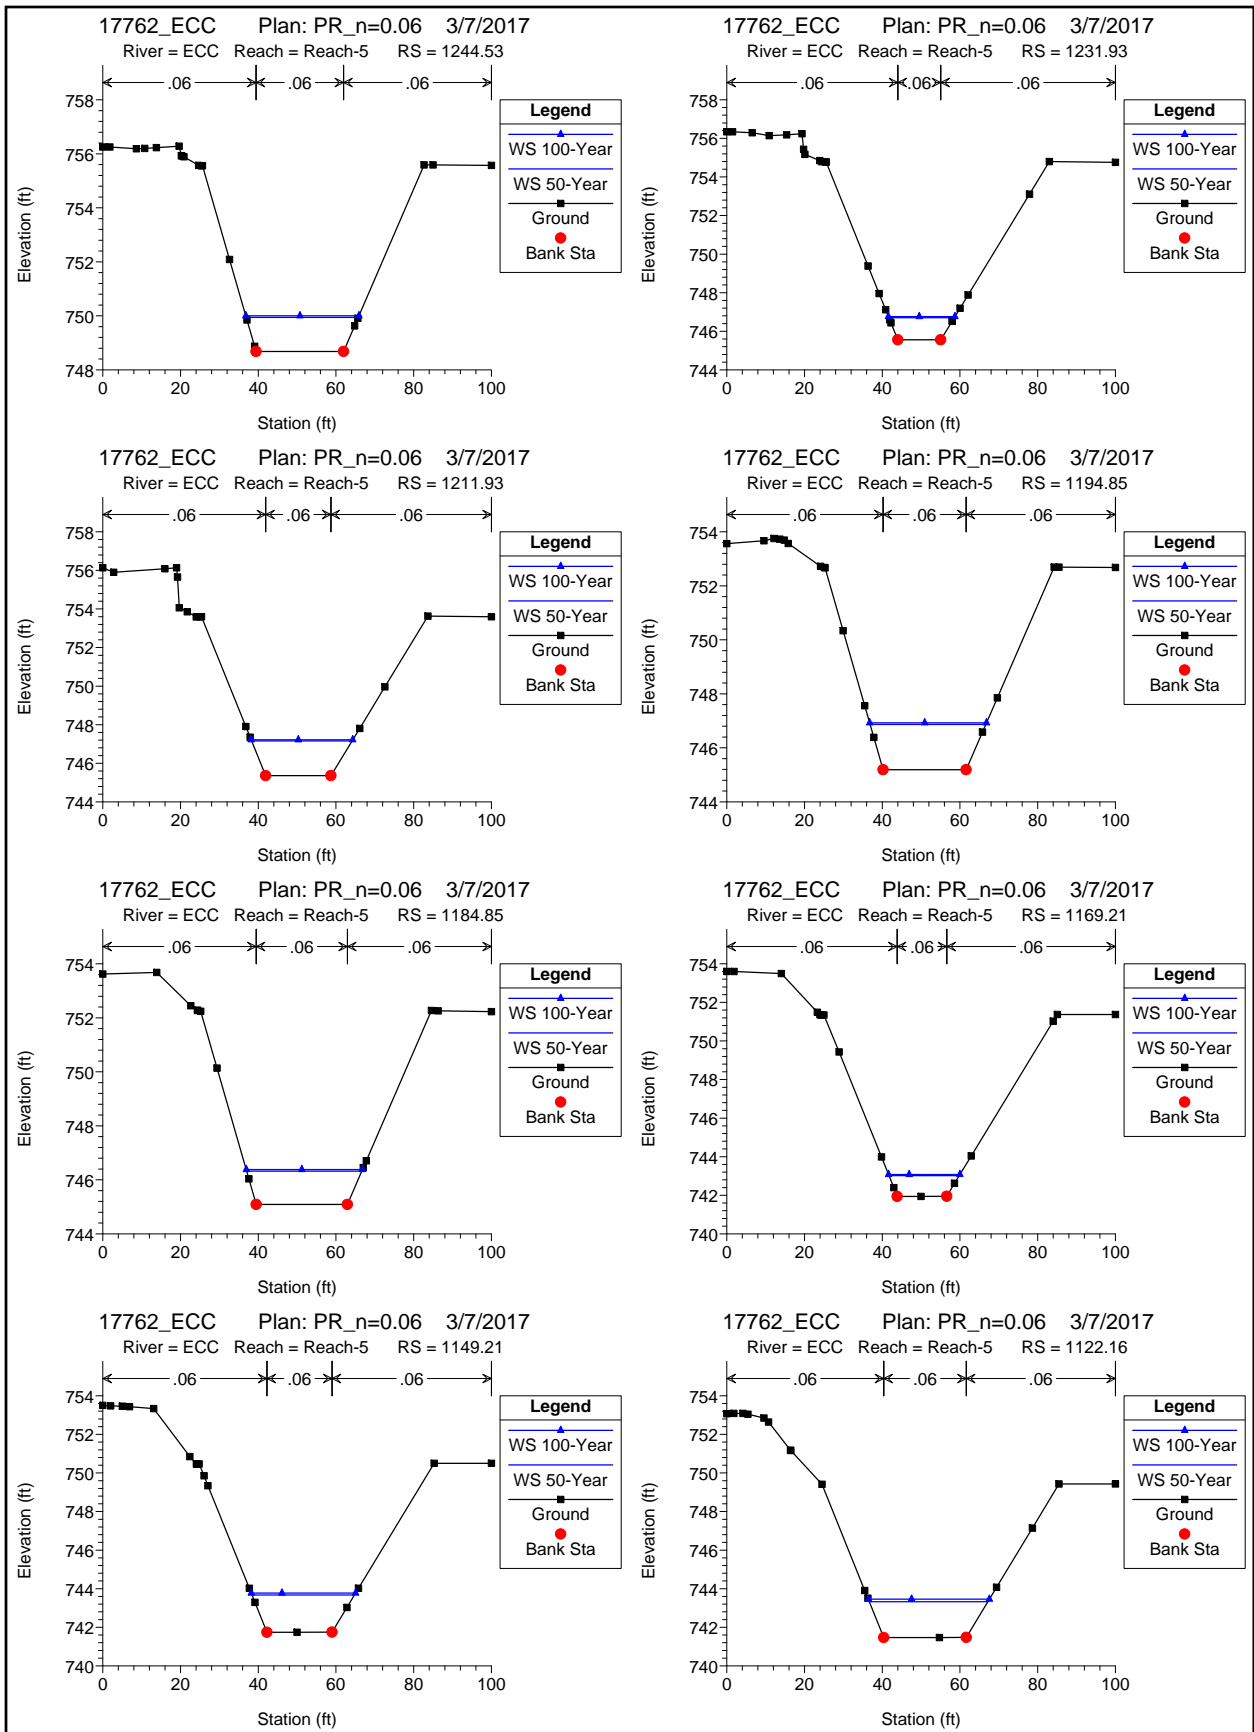 17762_ECC Plan: PR_n=0.06 3/7/2017
River = ECC Reach = Reach-5 RS = 1244.53
.06 .06 .06
758
756
754
752
750
748
0 20 40 60 80 100
Elevation (ft)
Station (ft)
Legend
WS 100-Year
WS 50-Year
Ground
Bank Sta
17762_ECC Plan: PR_n=0.06 3/7/2017
River = ECC Reach = Reach-5 RS = 1231.93
.06 .06 .06
758
756
754
752
750
748
746
744
0 20 40 60 80 100
Elevation (ft)
Station (ft)
Legend
WS 100-Year
WS 50-Year
Ground
Bank Sta
17762_ECC Plan: PR_n=0.06 3/7/2017
River = ECC Reach = Reach-5 RS = 1211.93
.06 .06 .06
758
756
754
752
750
748
746
744
0 20 40 60 80 100
Elevation (ft)
Station (ft)
Legend
WS 100-Year
WS 50-Year
Ground
Bank Sta
17762_ECC Plan: PR_n=0.06 3/7/2017
River = ECC Reach = Reach-5 RS = 1194.85
.06 .06 .06
754
752
750
748
746
744
0 20 40 60 80 100
Elevation (ft)
Station (ft)
Legend
WS 100-Year
WS 50-Year
Ground
Bank Sta
17762_ECC Plan: PR_n=0.06 3/7/2017
River = ECC Reach = Reach-5 RS = 1184.85
.06 .06 .06
754
752
750
748
746
744
0 20 40 60 80 100
Elevation (ft)
Station (ft)
Legend
WS 100-Year
WS 50-Year
Ground
Bank Sta
17762_ECC Plan: PR_n=0.06 3/7/2017
River = ECC Reach = Reach-5 RS = 1169.21
.06 .06 .06
754
752
750
748
746
744
742
740
0 20 40 60 80 100
Elevation (ft)
Station (ft)
Legend
WS 100-Year
WS 50-Year
Ground
Bank Sta
17762_ECC Plan: PR_n=0.06 3/7/2017
River = ECC Reach = Reach-5 RS = 1149.21
.06 .06 .06
754
752
750
748
746
744
742
740
0 20 40 60 80 100
Elevation (ft)
Station (ft)
Legend
WS 100-Year
WS 50-Year
Ground
Bank Sta
17762_ECC Plan: PR_n=0.06 3/7/2017
River = ECC Reach = Reach-5 RS = 1122.16
.06 .06 .06
754
752
750
748
746
744
742
740
0 20 40 60 80 100
Elevation (ft)
Station (ft)
Legend
WS 100-Year
WS 50-Year
Ground
Bank Sta